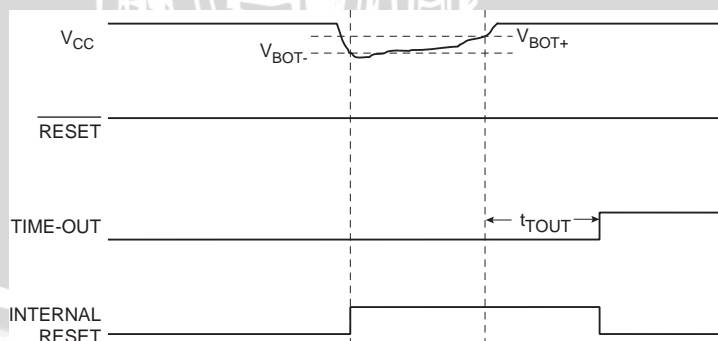 VCC
VBOT-
VBOT+
RESET
TIME-OUT
tTOUT
INTERNAL
RESET